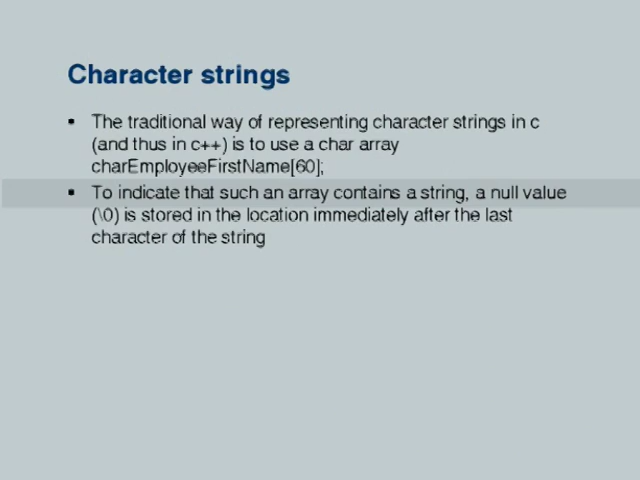 Character strings
▪ The traditional way of representing character strings in c
(and thus in c++) is to use a char array
charEmployeeFirstName[60];
▪ To indicate that such an array contains a string, a null value
(\0) is stored in the location immediately after the last
character of the string